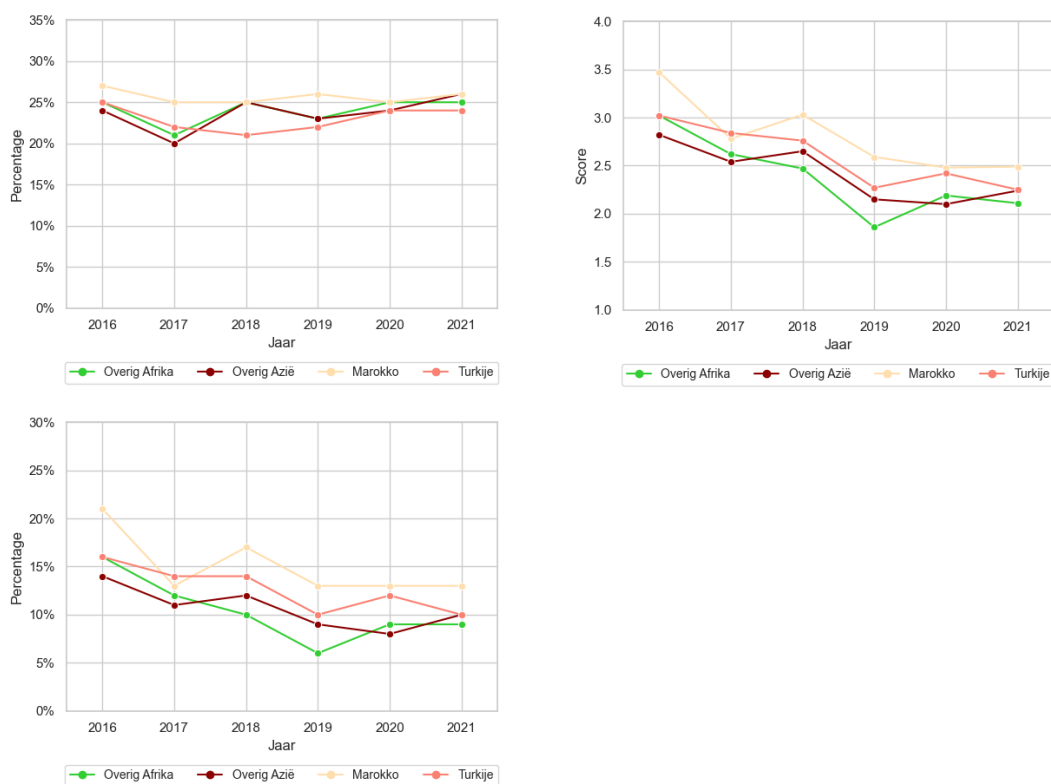 35%
30%
25%
20%
15%
10%
5%
0%
Percentage
2016 2017 2018 2019 2020 2021
Jaar
Overig Afrika Overig Azië Marokko Turkije
4.0
3.5
3.0
2.5
2.0
1.5
1.0
Score
2016 2017 2018 2019 2020 2021
Jaar
Overig Afrika Overig Azië Marokko Turkije
30%
25%
20%
15%
10%
5%
0%
Percentage
2016 2017 2018 2019 2020 2021
Jaar
Overig Afrika Overig Azië Marokko Turkije